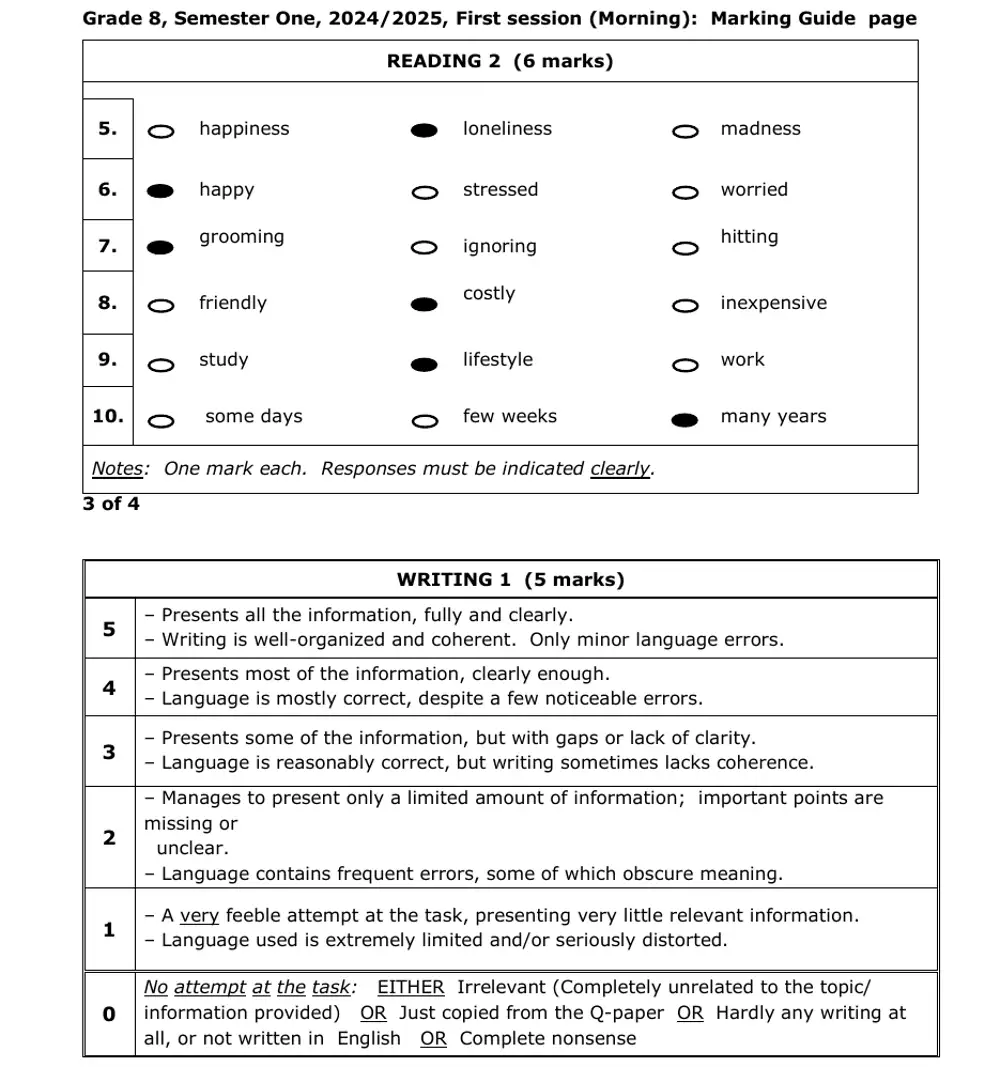 Grade 8, Semester One, 2024/2025, First session (Morning):  Marking Guide  page
READING 2  (6 marks)
5. happiness loneliness madness
6. happy stressed worried
7. grooming ignoring hitting
8. friendly costly inexpensive
9. study lifestyle work
10. some days few weeks many years
Notes:  One mark each.  Responses must be indicated clearly.
3 of 4
WRITING 1  (5 marks)
5
– Presents all the information, fully and clearly.
– Writing is well-organized and coherent.  Only minor language errors.
4
– Presents most of the information, clearly enough.
– Language is mostly correct, despite a few noticeable errors.
3
– Presents some of the information, but with gaps or lack of clarity.
– Language is reasonably correct, but writing sometimes lacks coherence.
2
– Manages to present only a limited amount of information;  important points are
missing or
unclear.
– Language contains frequent errors, some of which obscure meaning.
1
– A very feeble attempt at the task, presenting very little relevant information.
– Language used is extremely limited and/or seriously distorted.
0
No attempt at the task:   EITHER  Irrelevant (Completely unrelated to the topic/
information provided)   OR  Just copied from the Q-paper  OR  Hardly any writing at
all, or not written in  English   OR  Complete nonsense